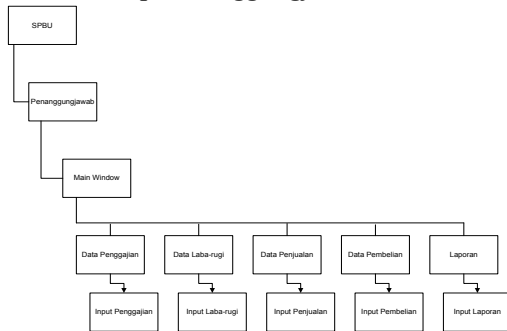 SPBU
Penanggungjawab
Main Window
Data Penggajian
Data Laba-rugi
Data Penjualan
Data Pembelian
Laporan
Input Penggajian
Input Laba-rugi
Input Penjualan
Input Pembelian
Input Laporan